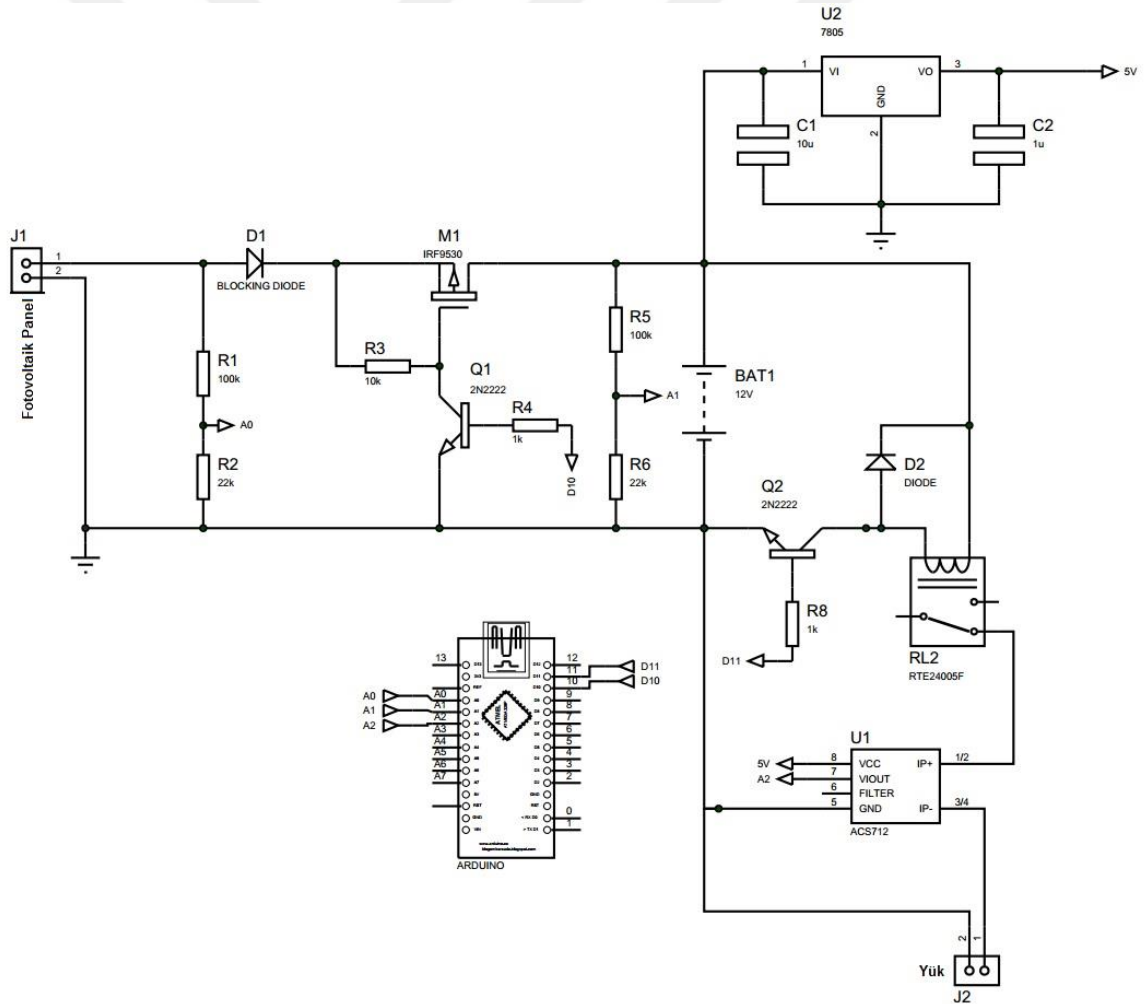 U2
7805
1
VI
VO
3
5V
GND
2
C1
10u
C2
1u
J1
1
2
Fotovoltaik Panel
D1
BLOCKING DIODE
M1
IRF9530
R1
100k
A0
R2
22k
R3
10k
Q1
2N2222
R4
1k
D10
R5
100k
A1
R6
22k
BAT1
12V
D2
DIODE
Q2
2N2222
R8
1k
D11
RL2
RTE24005F
13
12
11
10
9
8
7
6
5
4
3
2
0
1
D11
D10
A0
A1
A2
A0
A1
A2
A3
A4
A5
A6
A7
ARDUINO
U1
5V
8
VCC
IP+
1/2
A2
7
VIOUT
6
FILTER
5
GND
IP-
3/4
ACS712
2
1
Yük
J2